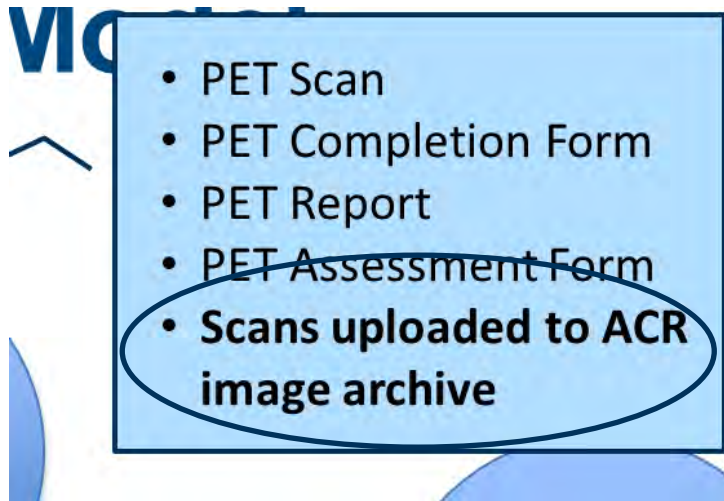 • PET Scan
• PET Completion Form
• PET Report
• PET Assessment Form
• Scans uploaded to ACR
image archive